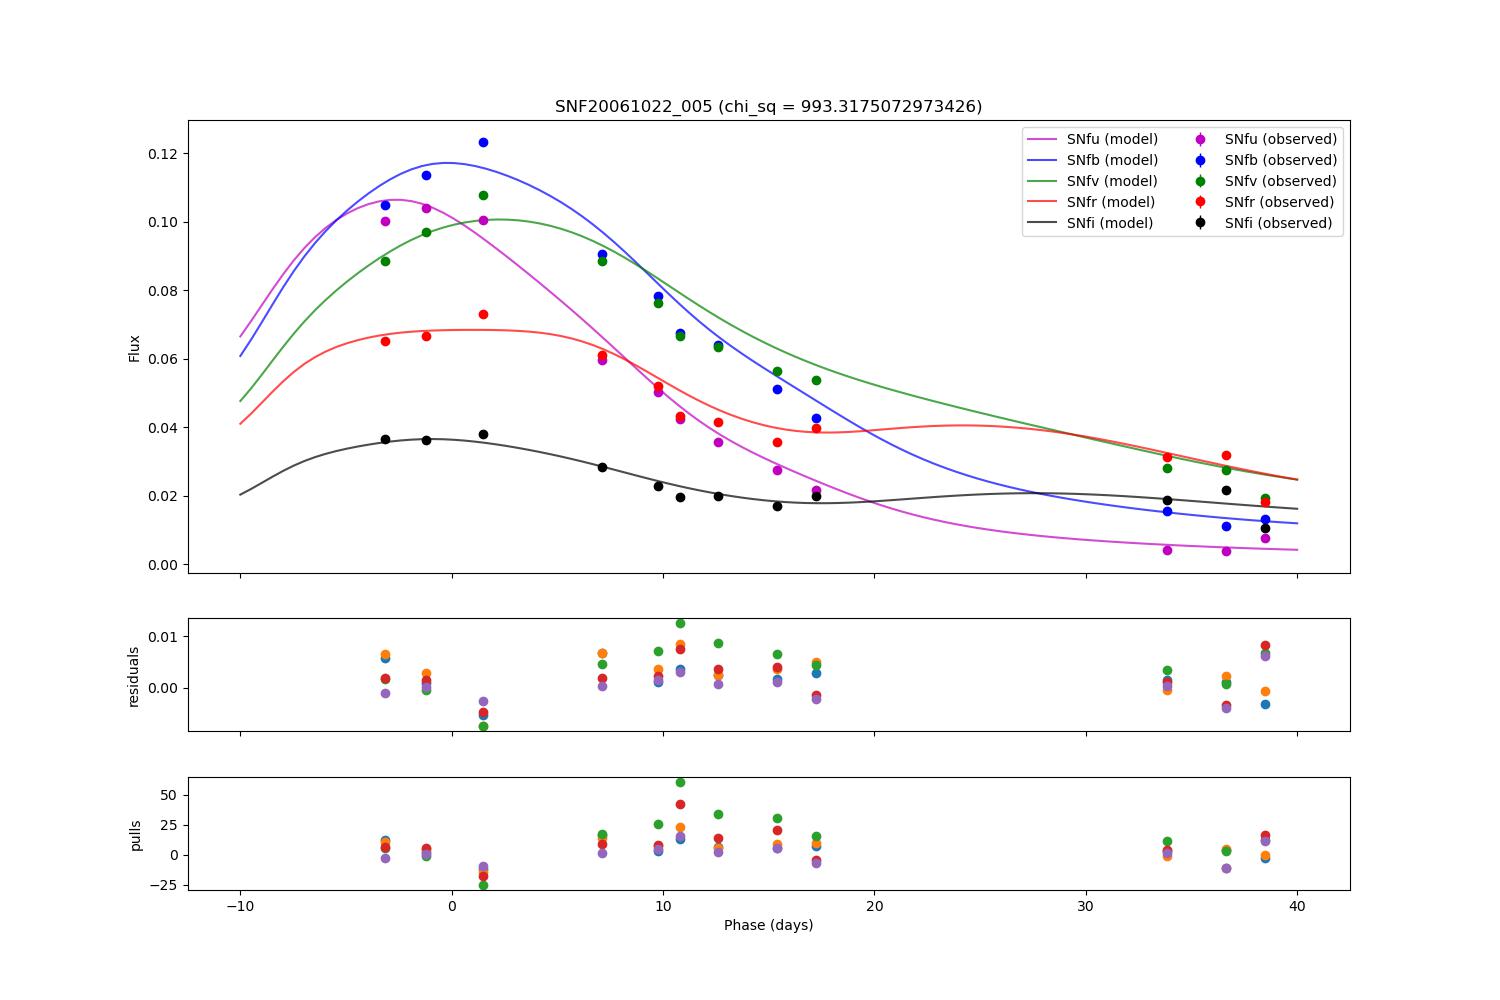 SNF20061022_005 (chi_sq = 993.3175072973426)
SNfu (model) SNfu (observed)
SNfb (model) SNfb (observed)
SNfv (model) SNfv (observed)
SNfr (model) SNfr (observed)
SNfi (model) SNfi (observed)
Flux
0.12
0.10
0.08
0.06
0.04
0.02
0.00
residuals
0.01
0.00
pulls
50
25
0
−25
−10 0 10 20 30 40
Phase (days)